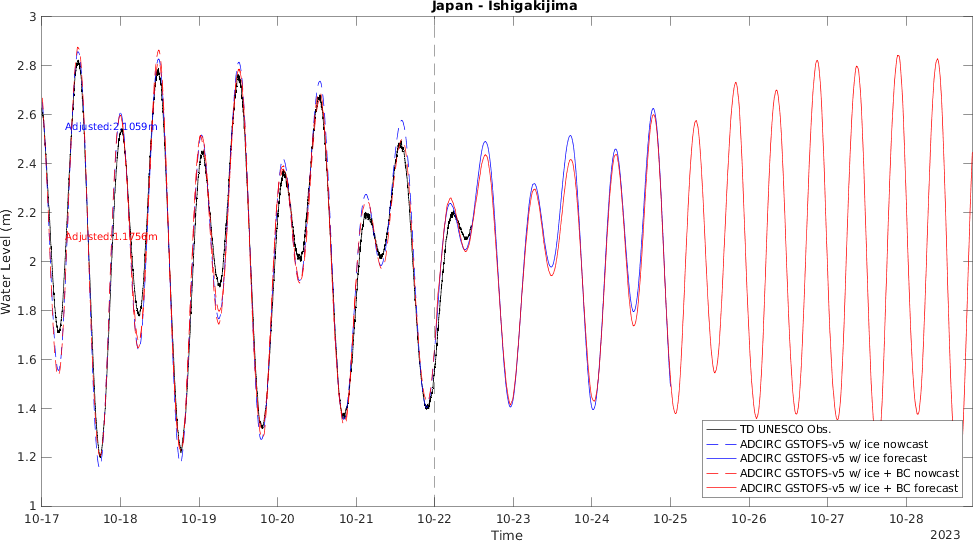 Japan - Ishigakijima
3
2.8
2.6
2.4
2.2
2
1.8
1.6
1.4
1.2
1
Water Level (m)
Adjusted:2.1059m
Adjusted:1.1756m
TD UNESCO Obs.
ADCIRC GSTOFS-v5 w/ ice nowcast
ADCIRC GSTOFS-v5 w/ ice forecast
ADCIRC GSTOFS-v5 w/ ice + BC nowcast
ADCIRC GSTOFS-v5 w/ ice + BC forecast
10-17 10-18 10-19 10-20 10-21 10-22 10-23 10-24 10-25 10-26 10-27 10-28
Time
2023